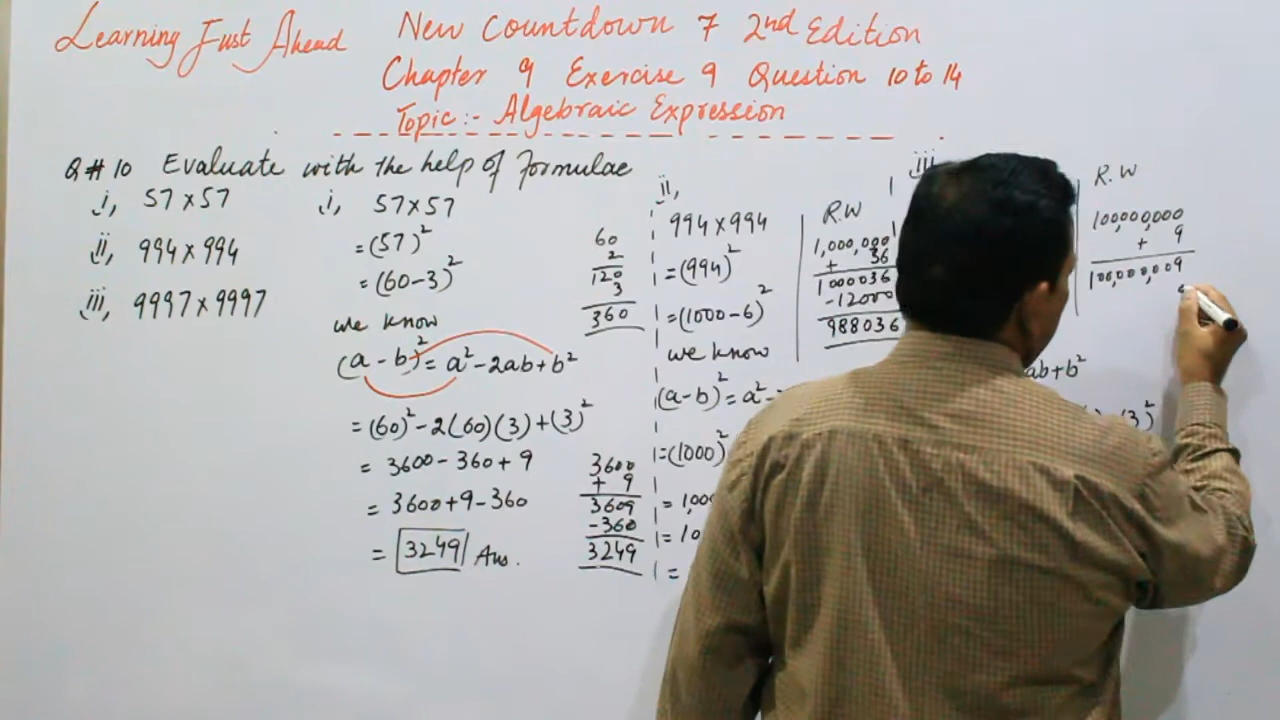 Learning Just Ahead
New Countdown 7 2nd Edition
Chapter 9 Exercise 9 Question 10 to 14
Topic:- Algebraic Expression
Q#10 Evaluate with the help of Formulae
i, 57×57
ii, 994×994
iii, 9997×9997
i, 57×57
=(57)²
=(60-3)²
we know
(a-b)²=a²-2ab+b²
=(60)²-2(60)(3)+(3)²
= 3600-360+9
= 3600+9-360
= 3249 Ans.
60
2
120
3
360
3600
+ 9
3609
-360
3249
ii,
994×994
=(994)²
=(1000-6)²
we know
(a-b)²=a²-
=(1000)²
R.W
1,000,000
+ 36
1000036
-12000
988036
iii
ab+b²
(3)²
R.W
100,000,000
+ 9
100,000,009